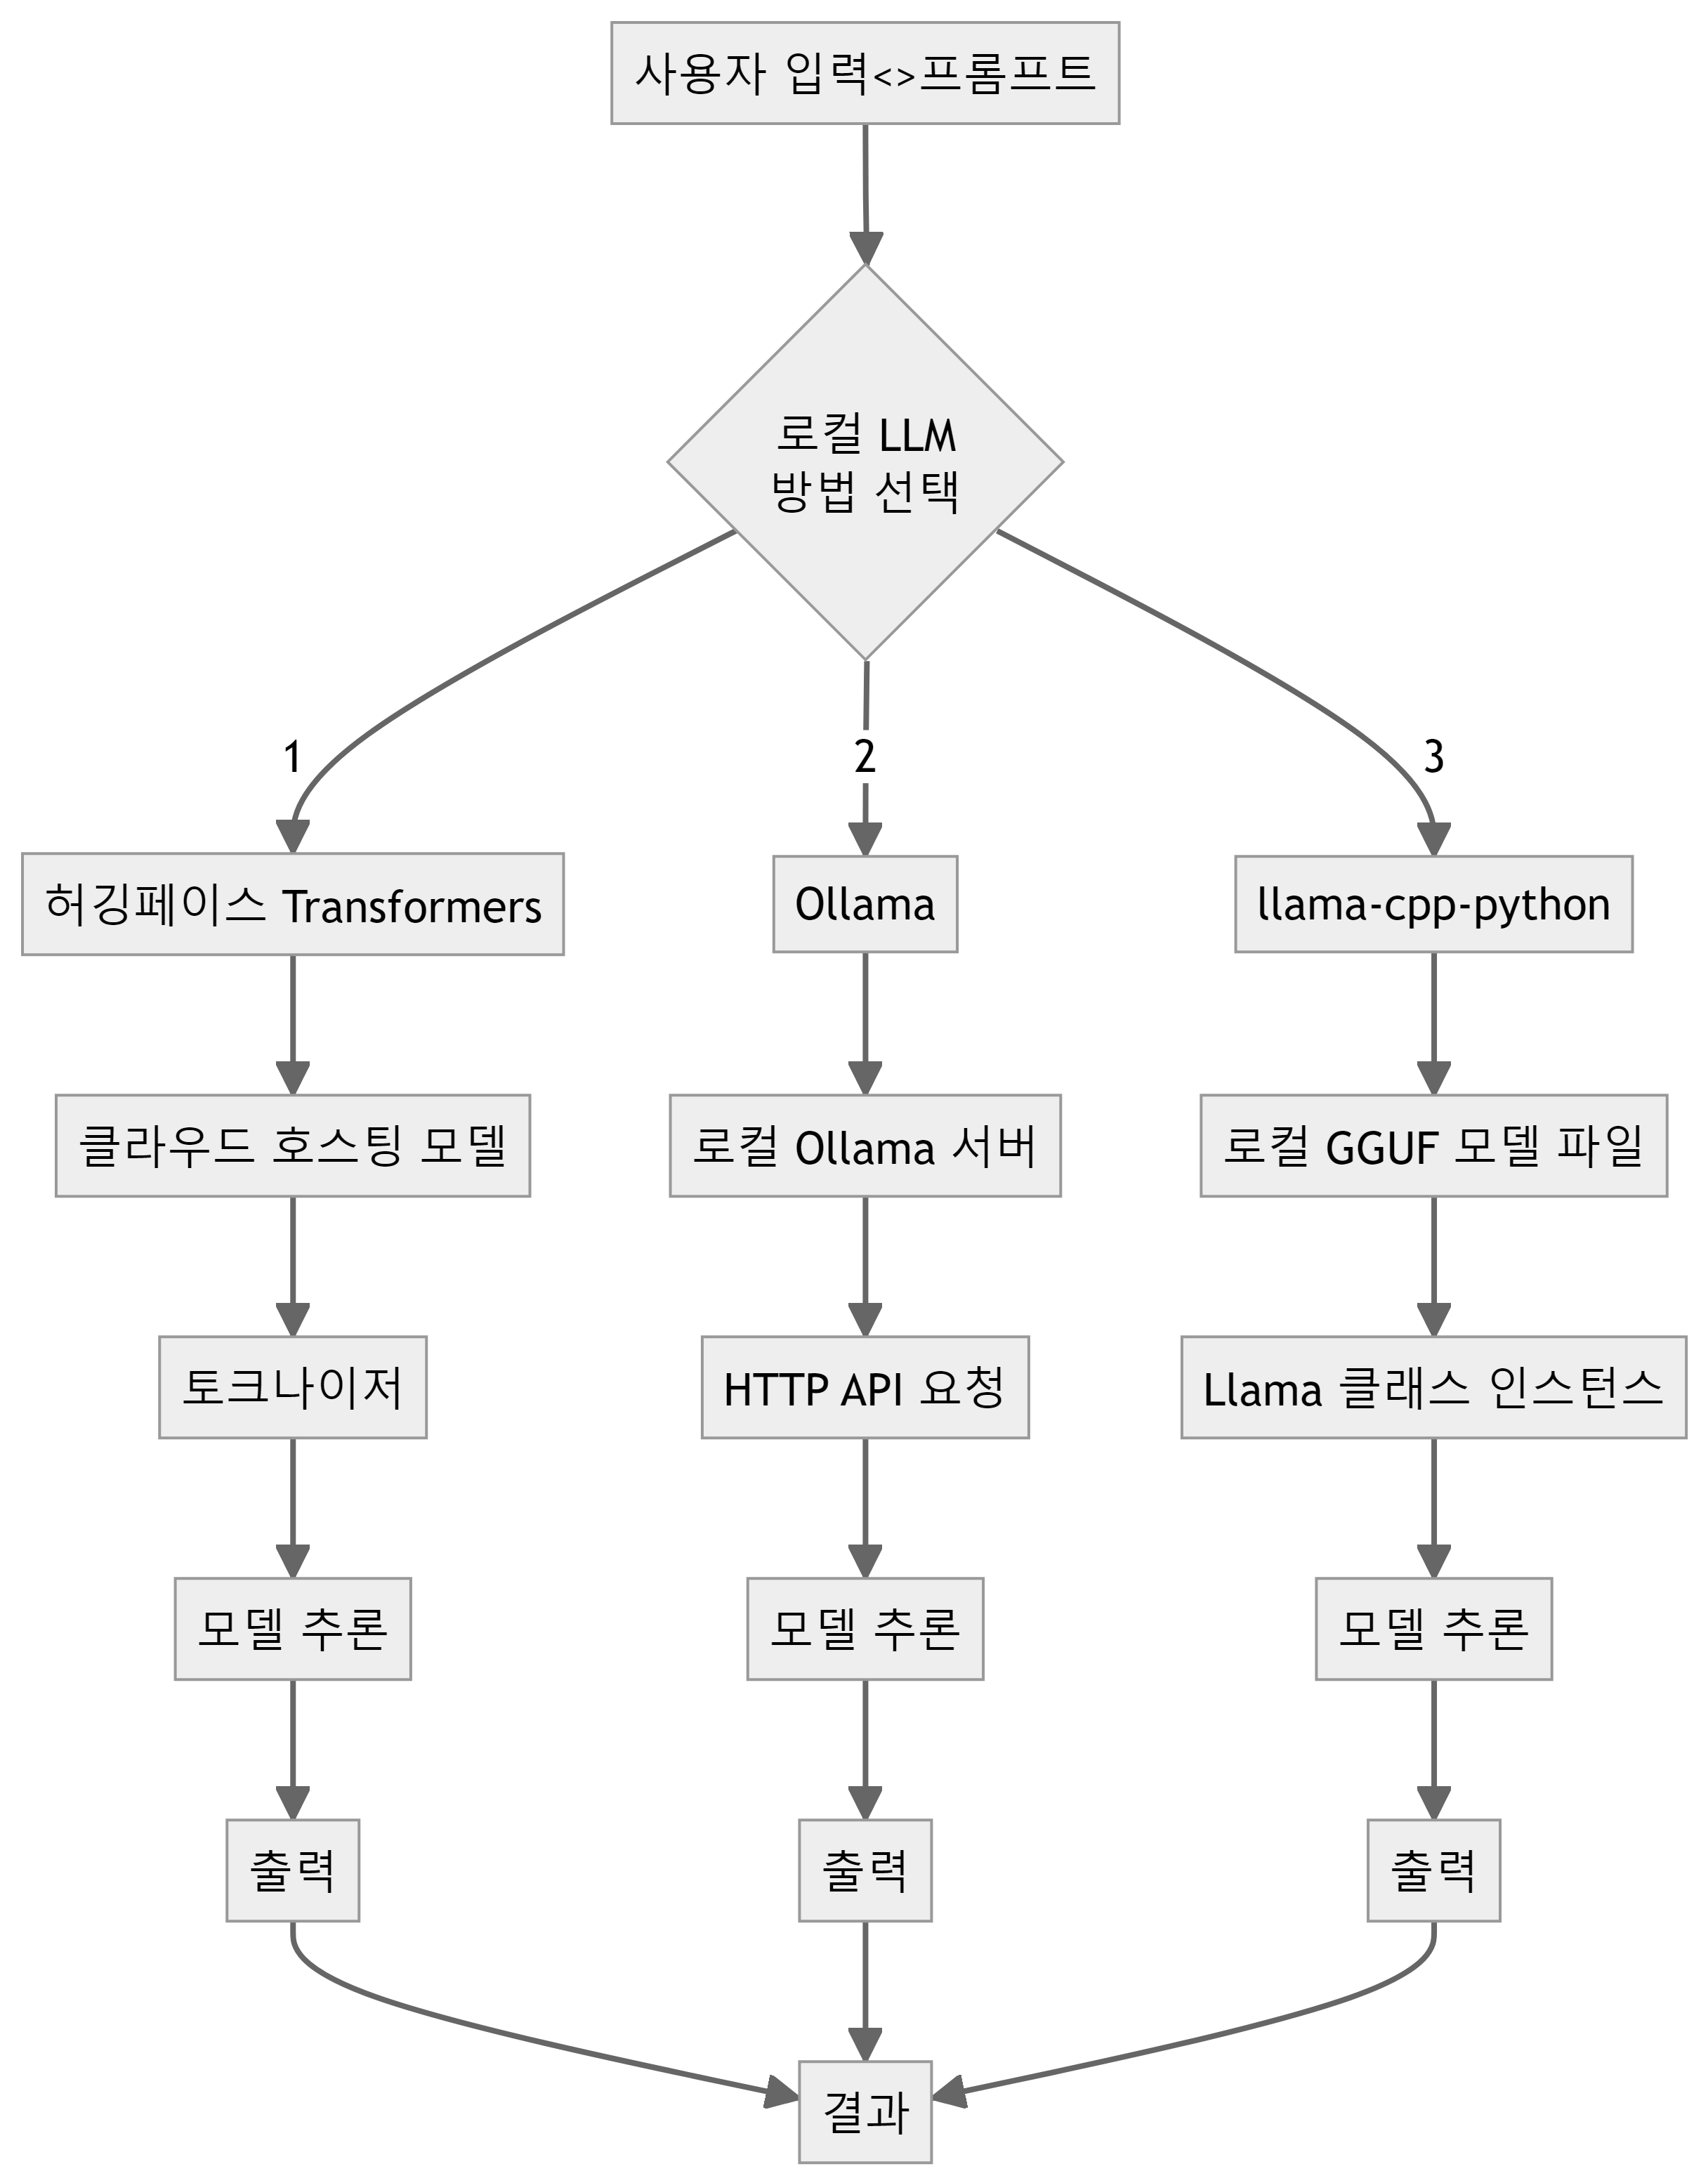 사용자 입력<>프롬프트
로컬 LLM
방법 선택
1
2
3
허깅페이스 Transformers
Ollama
llama-cpp-python
클라우드 호스팅 모델
로컬 Ollama 서버
로컬 GGUF 모델 파일
토크나이저
HTTP API 요청
Llama 클래스 인스턴스
모델 추론
모델 추론
모델 추론
출력
출력
출력
결과